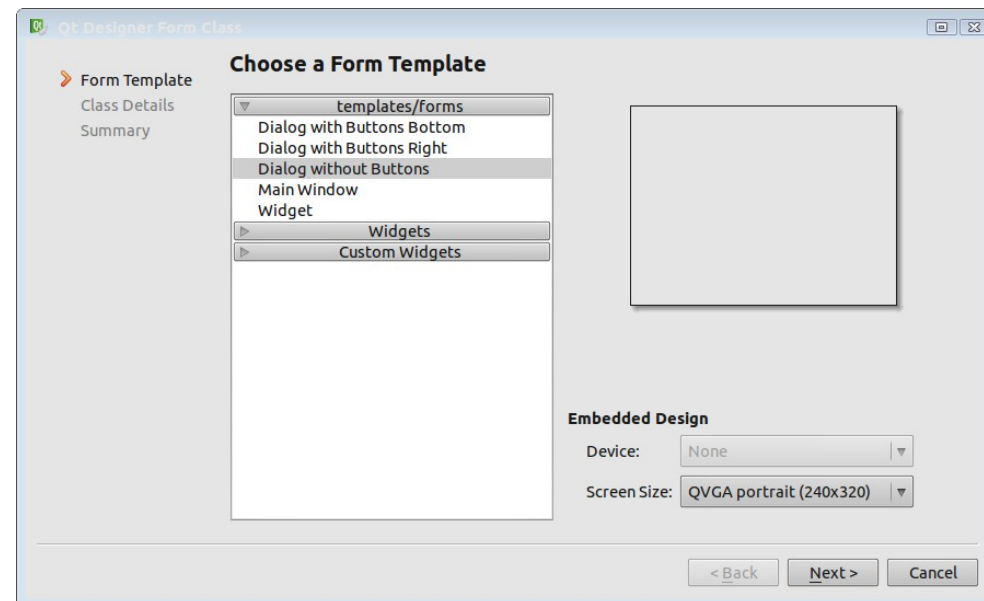 Qt Designer Form Class
Form Template
Class Details
Summary
Choose a Form Template
templates/forms
Dialog with Buttons Bottom
Dialog with Buttons Right
Dialog without Buttons
Main Window
Widget
Widgets
Custom Widgets
Embedded Design
Device: None
Screen Size: QVGA portrait (240x320)
< Back Next > Cancel